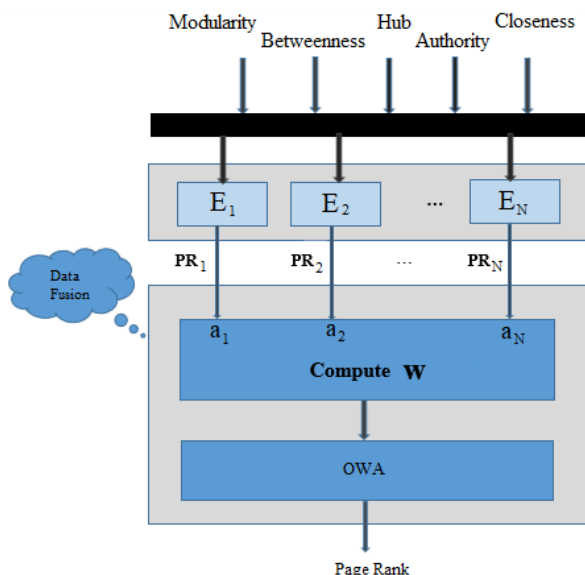 Modularity Hub Closeness
Betweenness Authority
E1 E2 ... EN
PR1 PR2 ... PRN
Data
Fusion
a1 a2 aN
Compute W
OWA
Page Rank